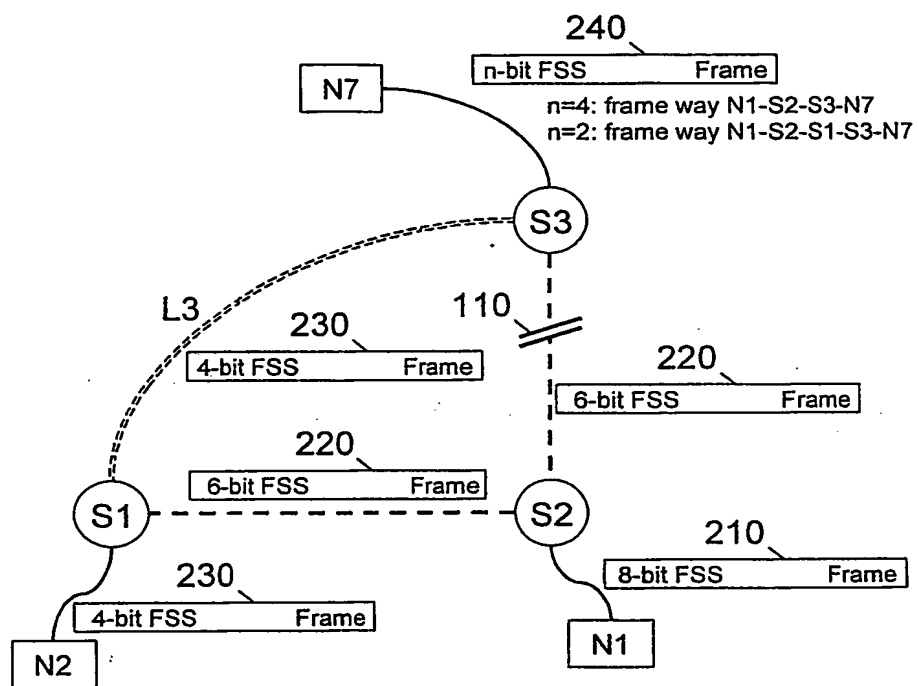 240
n-bit FSS Frame
N7
n=4: frame way N1-S2-S3-N7
n=2: frame way N1-S2-S1-S3-N7
S3
L3
230
110
4-bit FSS Frame
220
6-bit FSS Frame
220
6-bit FSS Frame
S1
S2
210
8-bit FSS Frame
230
4-bit FSS Frame
N2
N1